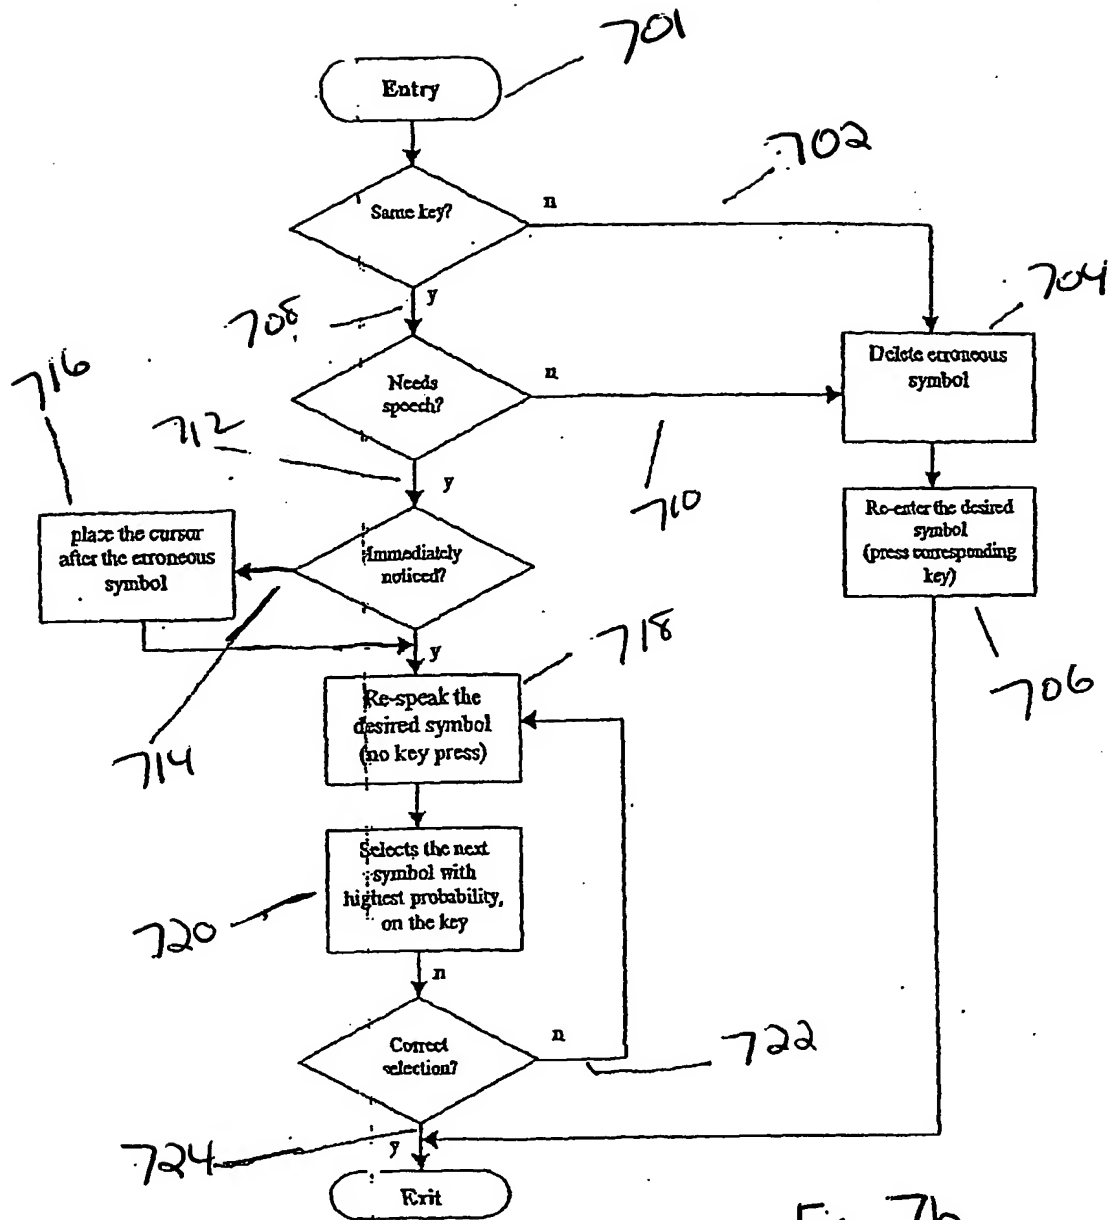 701
Entry
702
Same key?
n
704
y
708
716
Delete erroneous
symbol
Needs
speech?
n
712
y
710
Re-enter the desired
symbol
(press corresponding
key)
place the cursor
after the erroneous
symbol
Immediately
noticed?
718
y
706
Re-speak the
desired symbol
(no key press)
714
Selects the next
symbol with
highest probability,
on the key
720
n
Correct
selection?
n
722
724
y
Exit
Fig. 7b